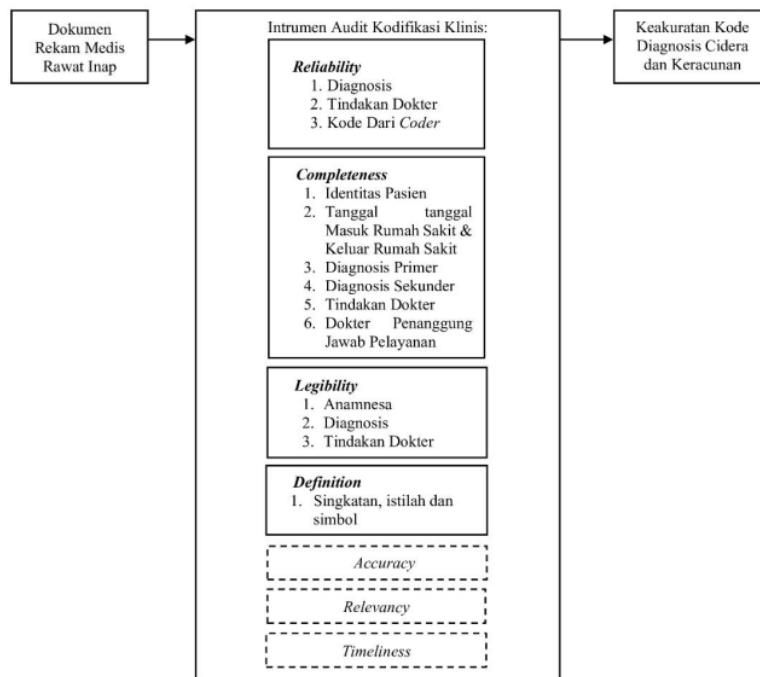 Dokumen
Rekam Medis
Rawat Inap
Intrumen Audit Kodifikasi Klinis:
Reliability
1. Diagnosis
2. Tindakan Dokter
3. Kode Dari Coder
Completeness
1. Identitas Pasien
2. Tanggal tanggal
Masuk Rumah Sakit &
Keluar Rumah Sakit
3. Diagnosis Primer
4. Diagnosis Sekunder
5. Tindakan Dokter
6. Dokter Penanggung
Jawab Pelayanan
Legibility
1. Anamnesa
2. Diagnosis
3. Tindakan Dokter
Definition
1. Singkatan, istilah dan
simbol
Accuracy
Relevancy
Timeliness
Keakuratan Kode
Diagnosis Cidera
dan Keracunan